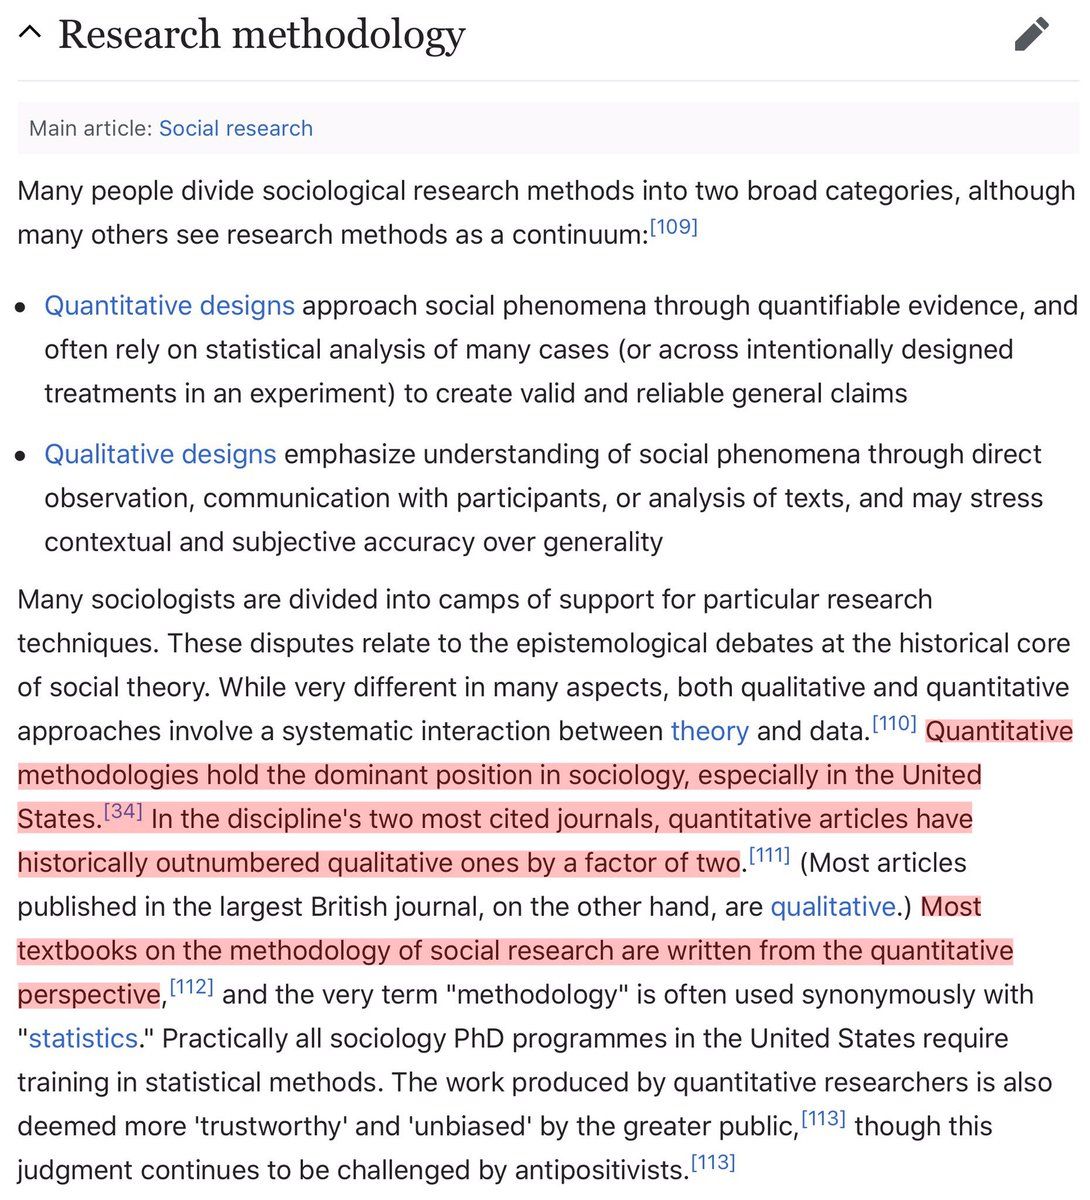 Research methodology
Main article: Social research
Many people divide sociological research methods into two broad categories, although
many others see research methods as a continuum:[109]
• Quantitative designs approach social phenomena through quantifiable evidence, and
often rely on statistical analysis of many cases (or across intentionally designed
treatments in an experiment) to create valid and reliable general claims
• Qualitative designs emphasize understanding of social phenomena through direct
observation, communication with participants, or analysis of texts, and may stress
contextual and subjective accuracy over generality
Many sociologists are divided into camps of support for particular research
techniques. These disputes relate to the epistemological debates at the historical core
of social theory. While very different in many aspects, both qualitative and quantitative
approaches involve a systematic interaction between theory and data.[110] Quantitative
methodologies hold the dominant position in sociology, especially in the United
States.[34] In the discipline's two most cited journals, quantitative articles have
historically outnumbered qualitative ones by a factor of two.[111] (Most articles
published in the largest British journal, on the other hand, are qualitative.) Most
textbooks on the methodology of social research are written from the quantitative
perspective,[112] and the very term "methodology" is often used synonymously with
"statistics." Practically all sociology PhD programmes in the United States require
training in statistical methods. The work produced by quantitative researchers is also
deemed more 'trustworthy' and 'unbiased' by the greater public,[113] though this
judgment continues to be challenged by antipositivists.[113]